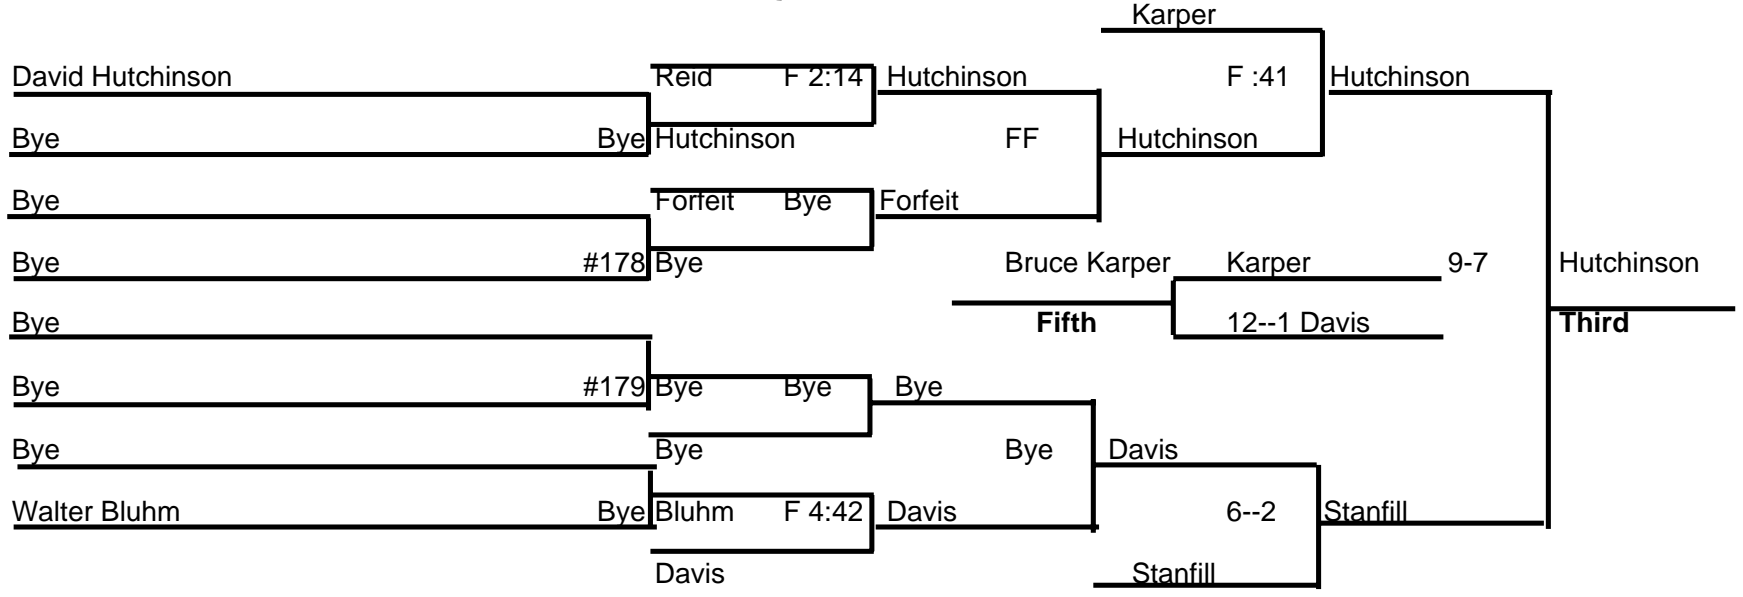 Karper
David Hutchinson Reid F 2:14 Hutchinson F :41 Hutchinson
Bye Bye Hutchinson FF Hutchinson
Bye Forfeit Bye Forfeit
Bye #178 Bye Bruce Karper Karper 9-7 Hutchinson
Bye Fifth 12--1 Davis Third
Bye #179 Bye Bye Bye
Bye Bye Bye Davis
Walter Bluhm Bye Bluhm F 4:42 Davis 6--2 Stanfill
Davis Stanfill